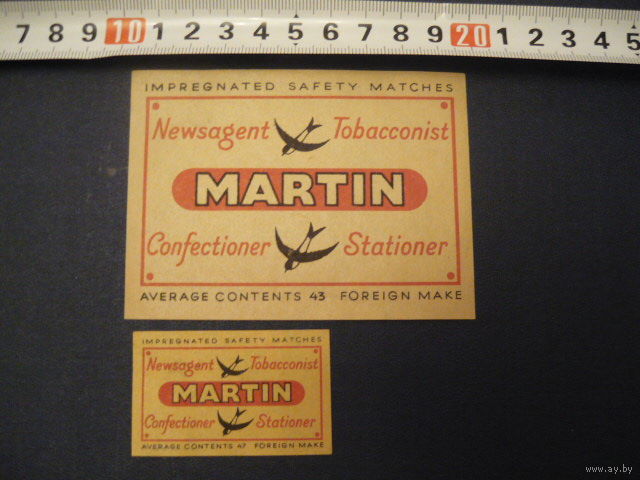 7 8 9 10 1 2 3 4 5 6 7 8 9 20 1 2 3 4 5
IMPREGNATED SAFETY MATCHES
Newsagent Tobacconist
MARTIN
Confectioner Stationer
AVERAGE CONTENTS 43 FOREIGN MAKE
IMPREGNATED SAFETY MATCHES
Newsagent Tobacconist
MARTIN
Confectioner Stationer
AVERAGE CONTENTS 47 FOREIGN MAKE
www.ay.by